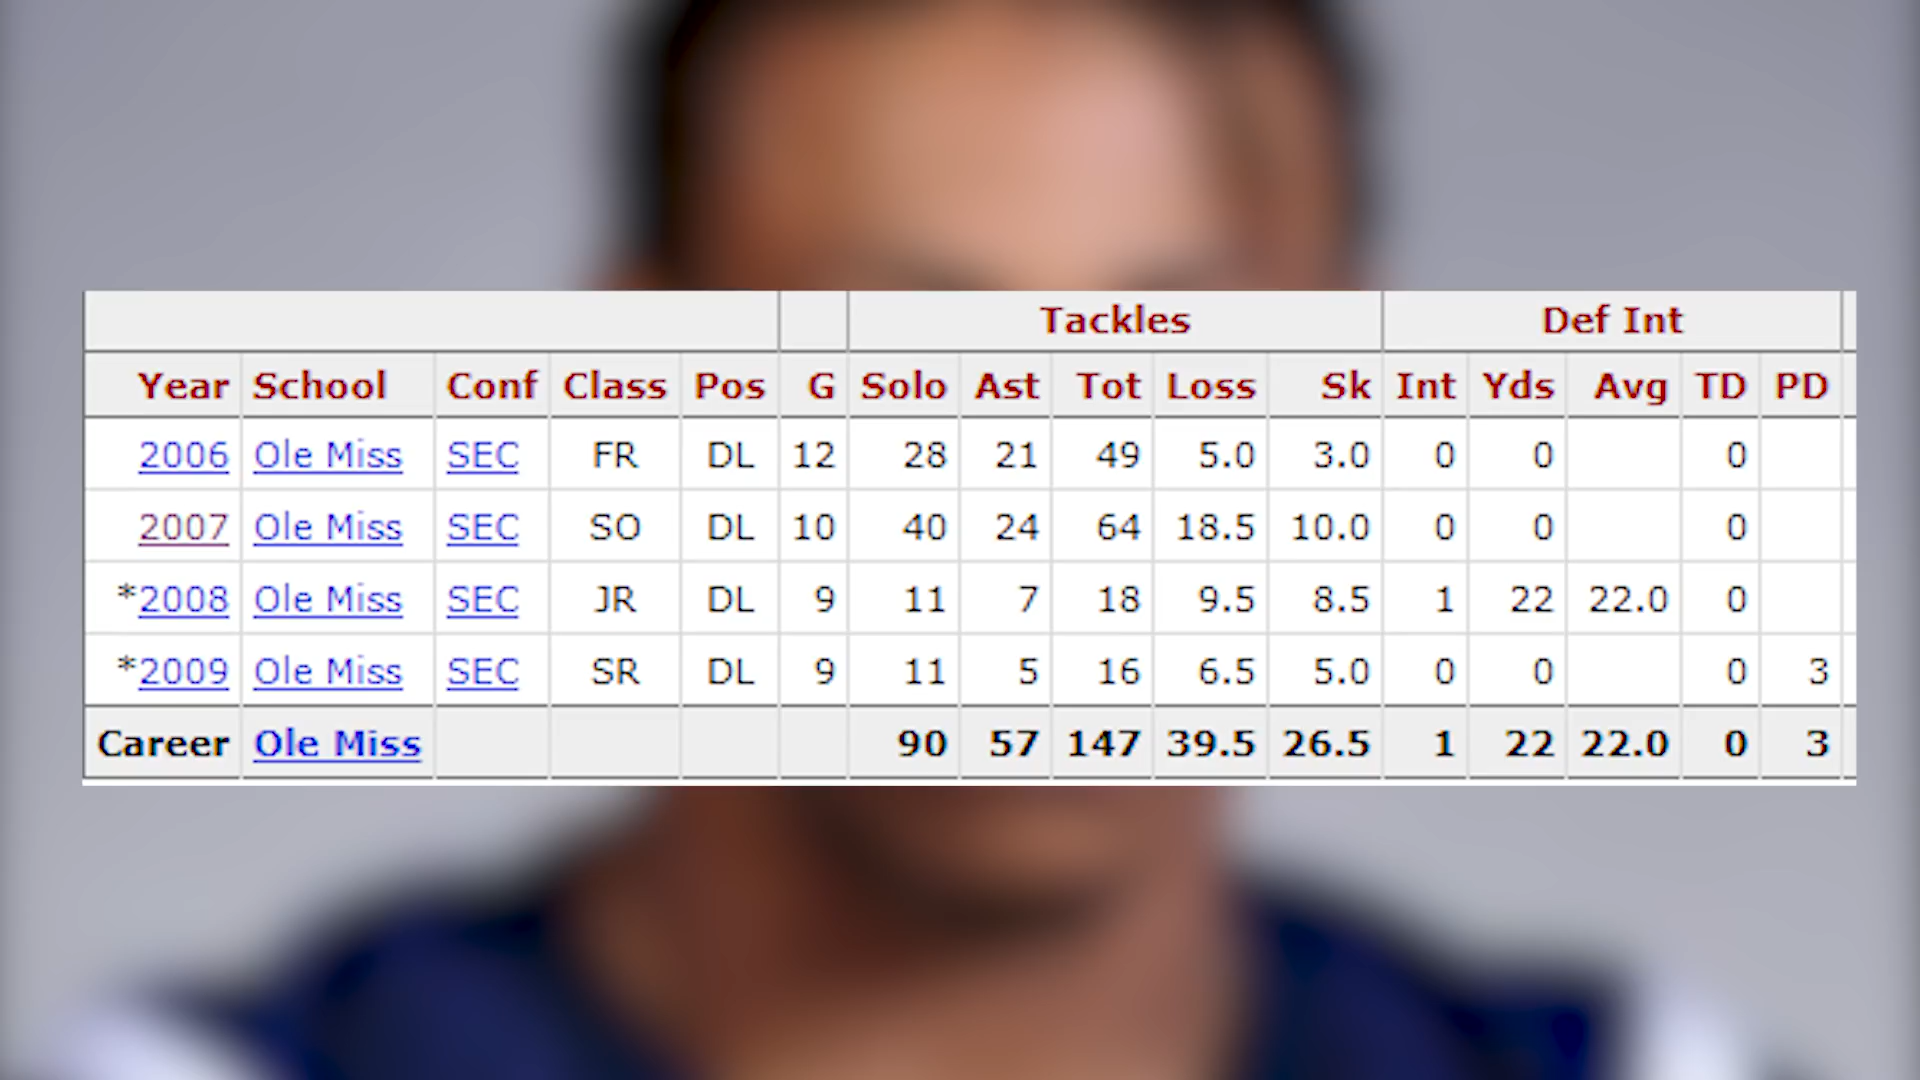 Tackles Def Int
Year School Conf Class Pos G Solo Ast Tot Loss Sk Int Yds Avg TD PD
2006 Ole Miss SEC FR DL 12 28 21 49 5.0 3.0 0 0 0
2007 Ole Miss SEC SO DL 10 40 24 64 18.5 10.0 0 0 0
*2008 Ole Miss SEC JR DL 9 11 7 18 9.5 8.5 1 22 22.0 0
*2009 Ole Miss SEC SR DL 9 11 5 16 6.5 5.0 0 0 0 3
Career Ole Miss 90 57 147 39.5 26.5 1 22 22.0 0 3